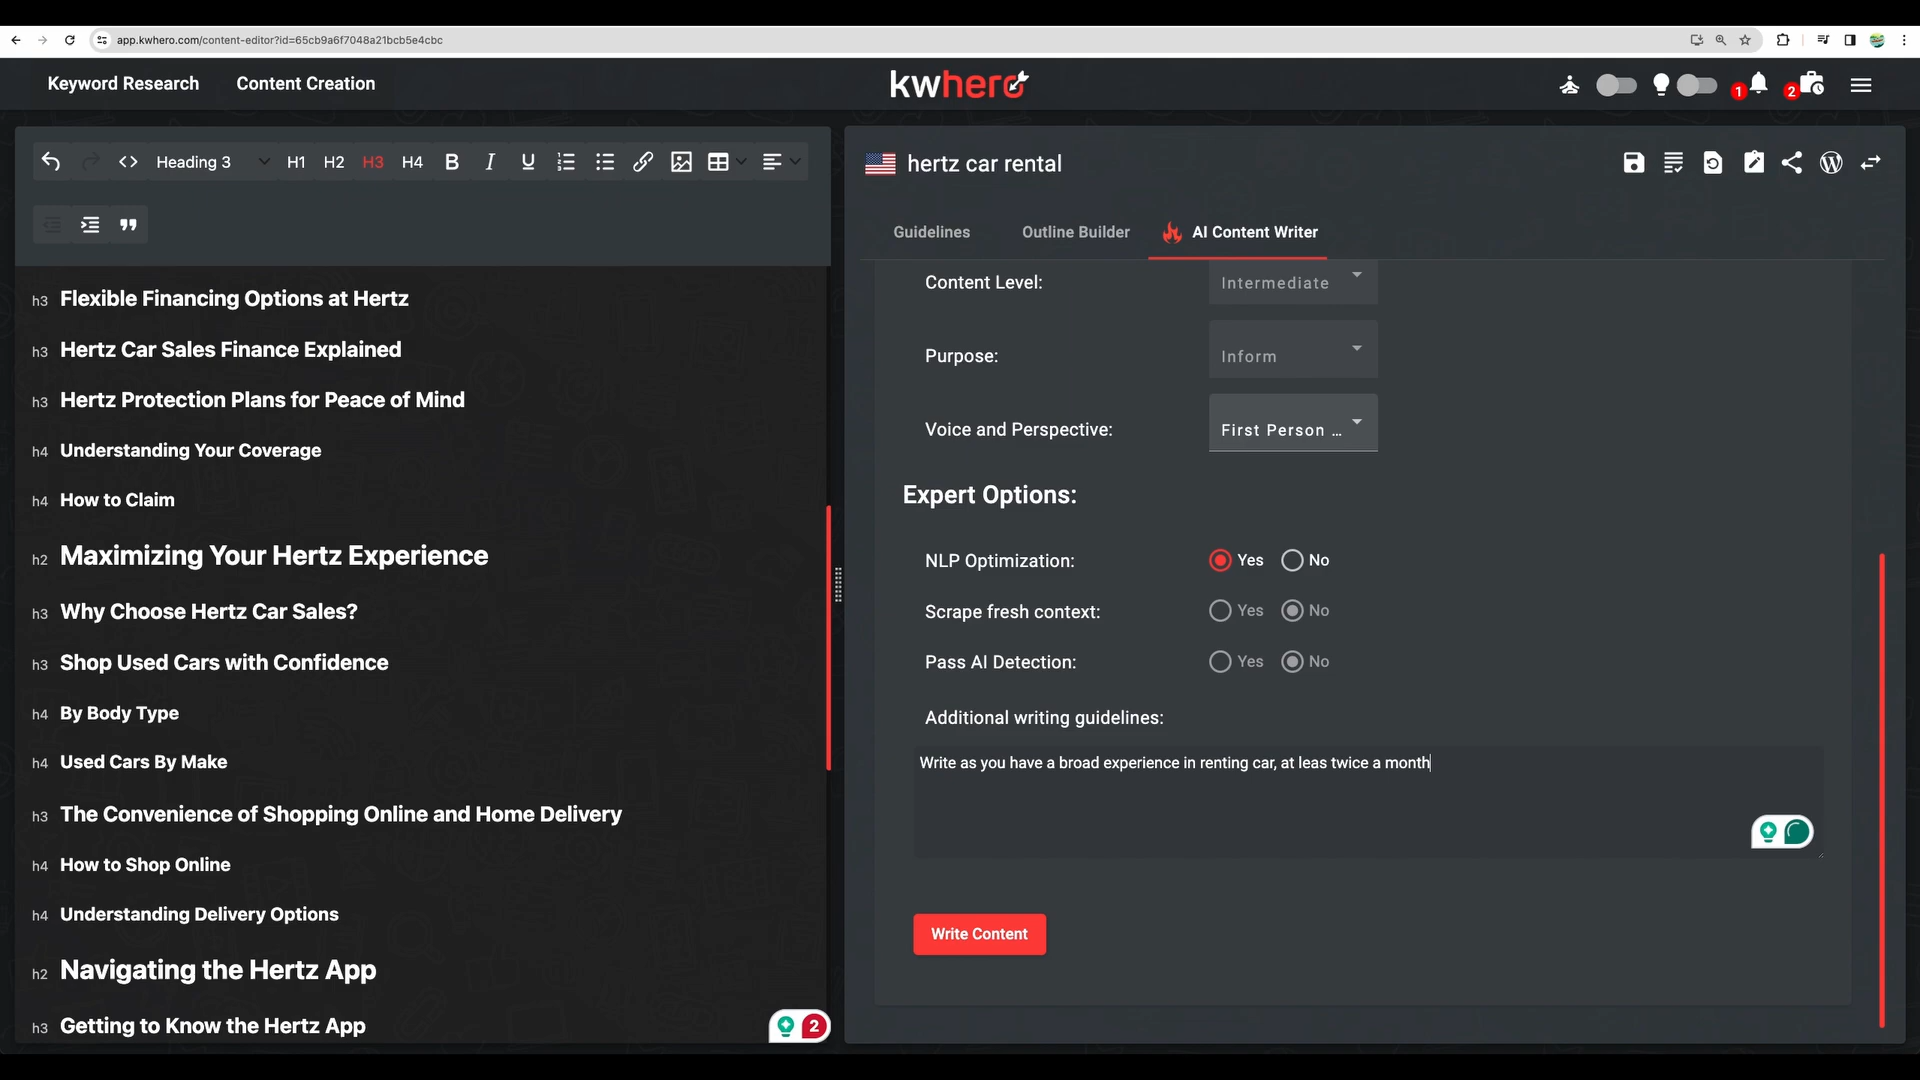 app.kwhero.com/content-editor?id=65cb9a6f7048a21bcb5e4cbc
Keyword Research
Content Creation
kwhero
1
2
Heading 3
H1
H2
H3
H4
B
I
U
hertz car rental
Guidelines
Outline Builder
AI Content Writer
h3 Flexible Financing Options at Hertz
h3 Hertz Car Sales Finance Explained
h3 Hertz Protection Plans for Peace of Mind
h4 Understanding Your Coverage
h4 How to Claim
h2 Maximizing Your Hertz Experience
h3 Why Choose Hertz Car Sales?
h3 Shop Used Cars with Confidence
h4 By Body Type
h4 Used Cars By Make
h3 The Convenience of Shopping Online and Home Delivery
h4 How to Shop Online
h4 Understanding Delivery Options
h2 Navigating the Hertz App
h3 Getting to Know the Hertz App
2
Content Level: Intermediate
Purpose: Inform
Voice and Perspective: First Person ...
Expert Options:
NLP Optimization: Yes No
Scrape fresh context: Yes No
Pass AI Detection: Yes No
Additional writing guidelines:
Write as you have a broad experience in renting car, at leas twice a month
Write Content